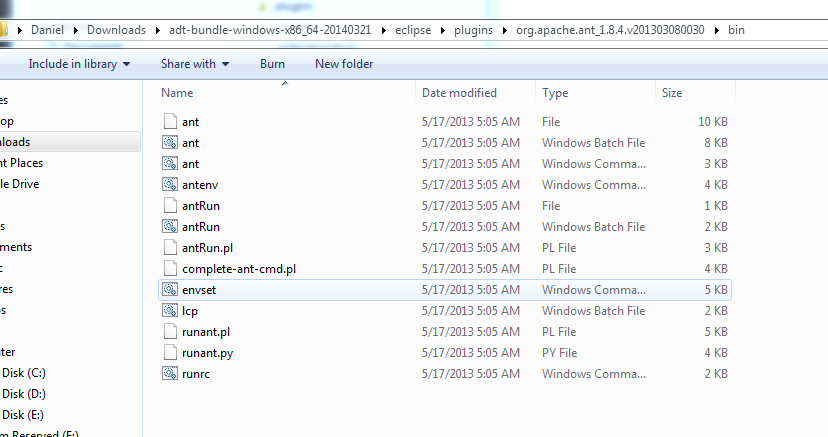 plugins
Daniel Downloads adt-bundle-windows-x86_64-20140321 eclipse plugins org.apache.ant_1.8.4.v201303080030 bin
Include in library Share with Burn New folder
Name Date modified Type Size
es
ant 5/17/2013 5:05 AM File 10 KB
op
ant 5/17/2013 5:05 AM Windows Batch File 8 KB
nloads
ant 5/17/2013 5:05 AM Windows Comma... 3 KB
nt Places
antenv 5/17/2013 5:05 AM Windows Comma... 4 KB
le Drive
antRun 5/17/2013 5:05 AM File 1 KB
s
antRun 5/17/2013 5:05 AM Windows Batch File 2 KB
ments
antRun.pl 5/17/2013 5:05 AM PL File 3 KB
c
complete-ant-cmd.pl 5/17/2013 5:05 AM PL File 4 KB
res
envset 5/17/2013 5:05 AM Windows Comma... 5 KB
os
lcp 5/17/2013 5:05 AM Windows Batch File 2 KB
runant.pl 5/17/2013 5:05 AM PL File 5 KB
ter
runant.py 5/17/2013 5:05 AM PY File 4 KB
Disk (C:)
runrc 5/17/2013 5:05 AM Windows Comma... 2 KB
Disk (D:)
Disk (E:)
m Reserved (F:)